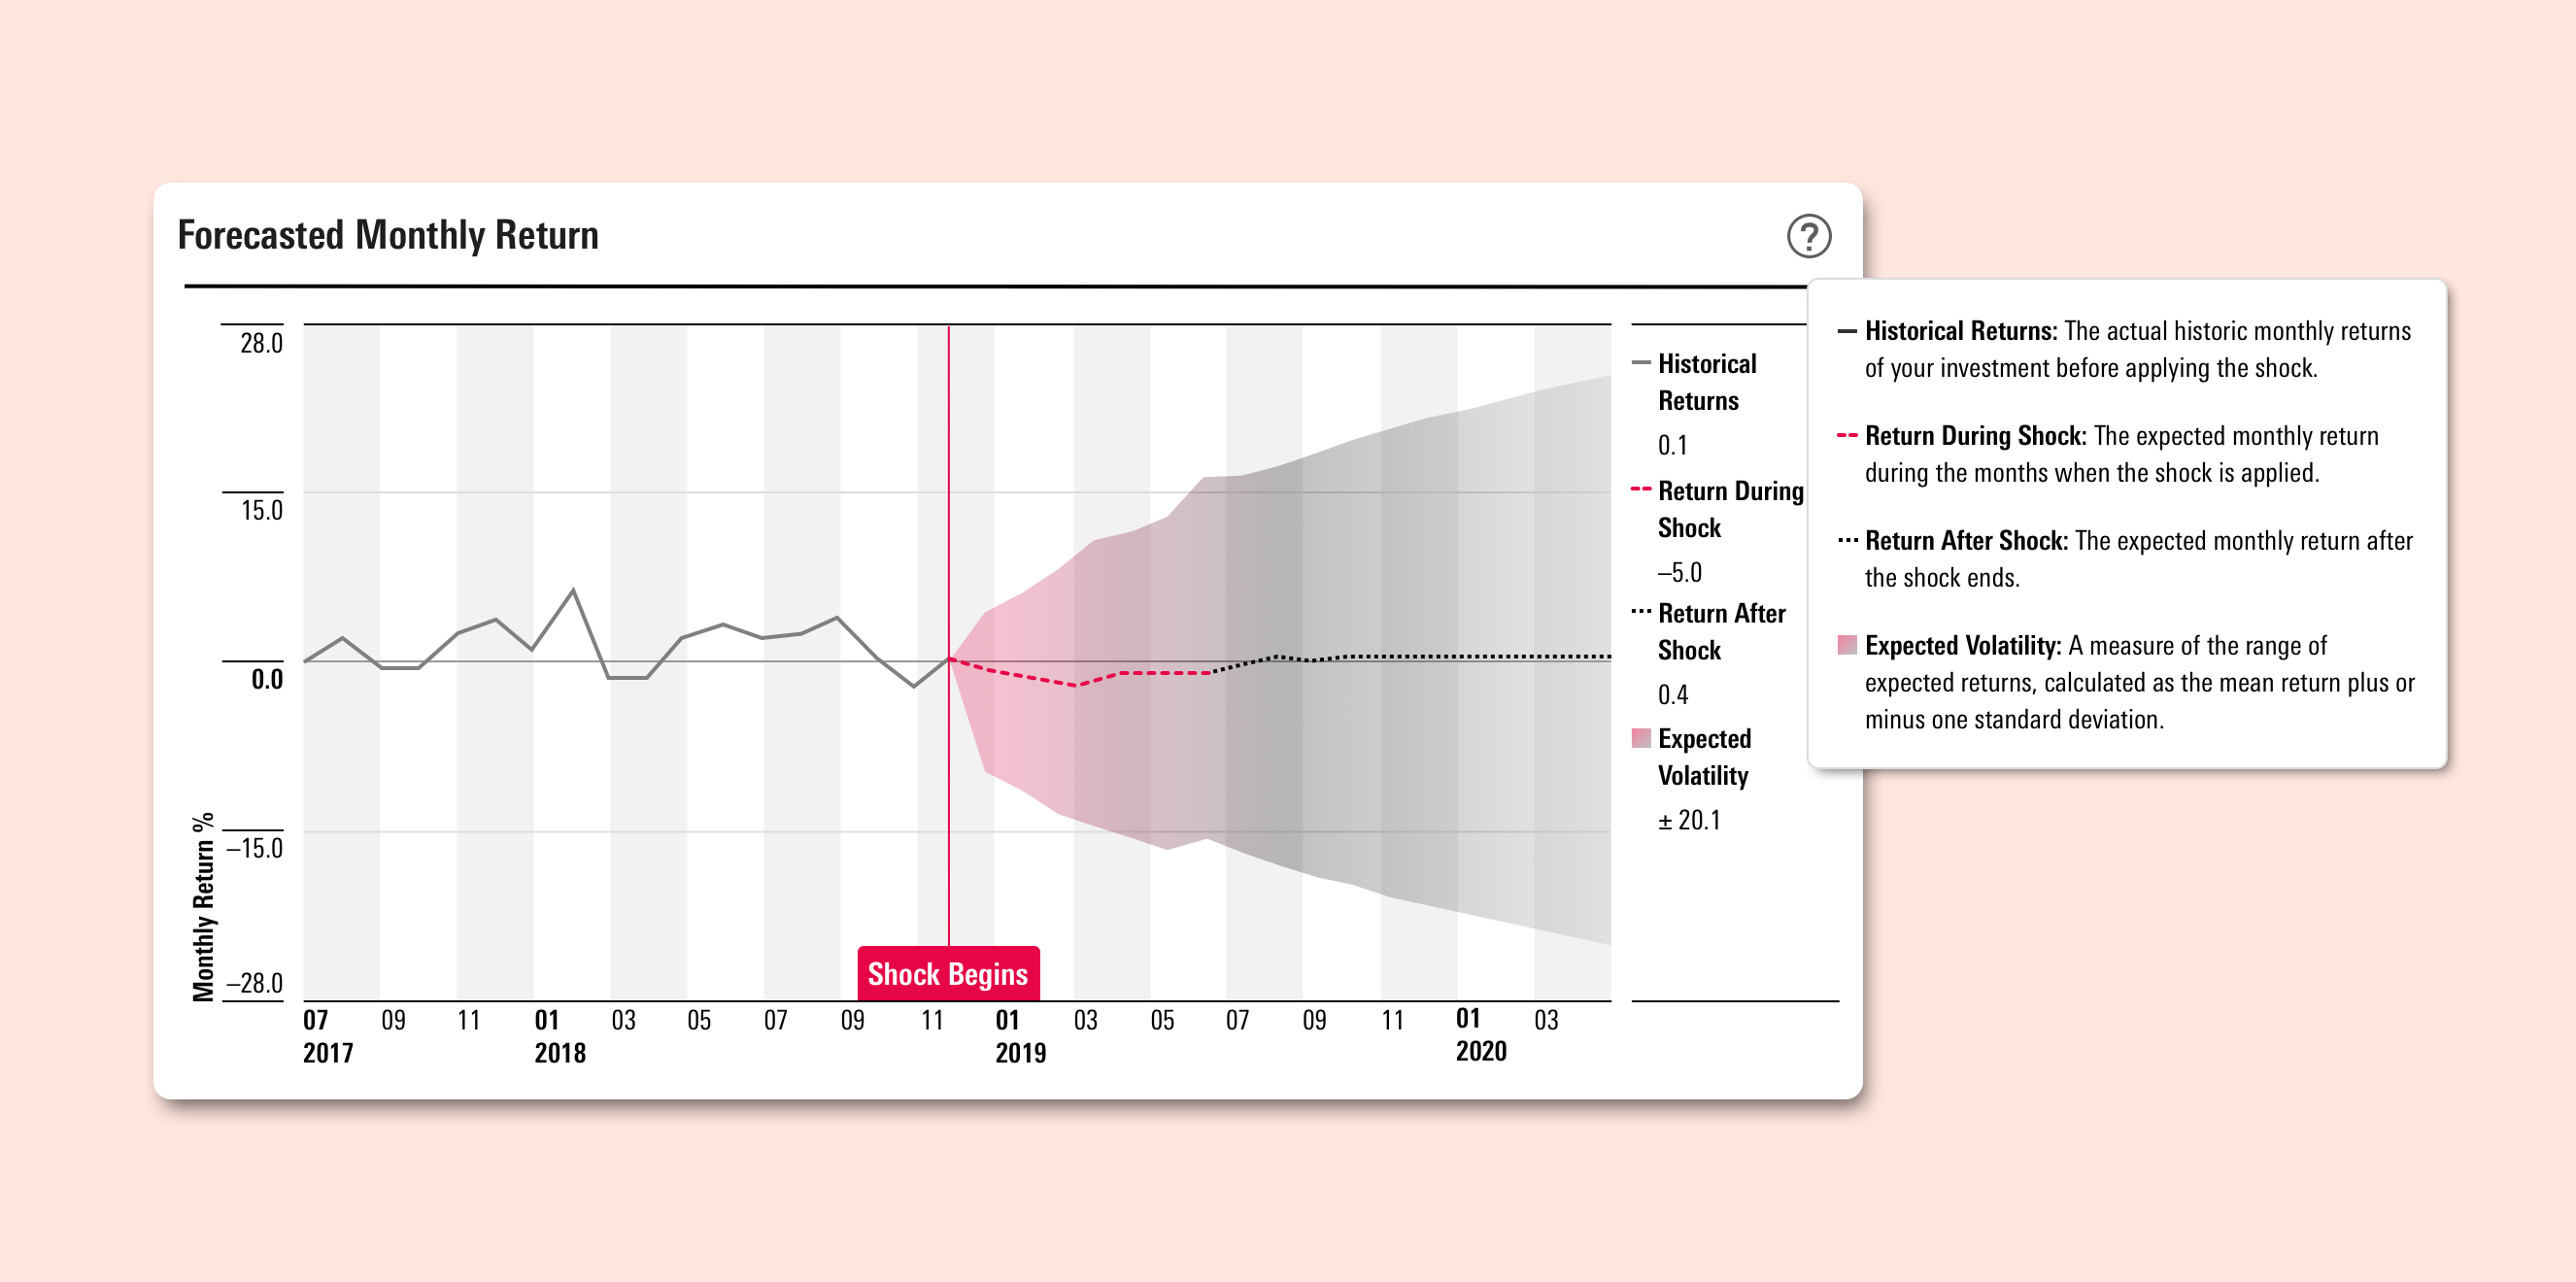 Forecasted Monthly Return
?
28.0
15.0
0.0
–15.0
–28.0
Monthly Return %
Shock Begins
07 09 11 01 03 05 07 09 11 01 03 05 07 09 11 01 03
2017 2018 2019 2020
Historical
Returns
0.1
Return During
Shock
–5.0
Return After
Shock
0.4
Expected
Volatility
± 20.1
Historical Returns: The actual historic monthly returns
of your investment before applying the shock.
Return During Shock: The expected monthly return
during the months when the shock is applied.
Return After Shock: The expected monthly return after
the shock ends.
Expected Volatility: A measure of the range of
expected returns, calculated as the mean return plus or
minus one standard deviation.